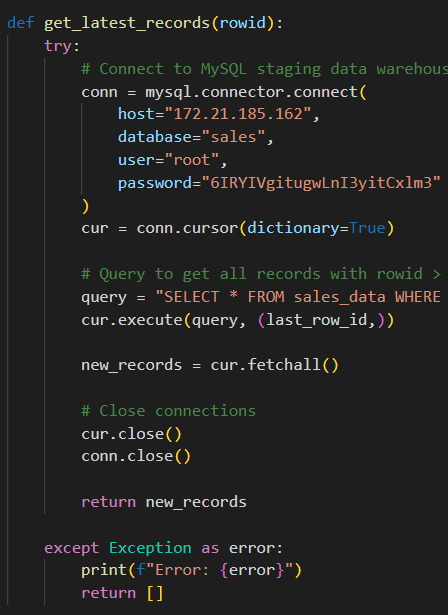 def get_latest_records(rowid):
    try:
        # Connect to MySQL staging data
        conn = mysql.connector.connect(
            host="172.21.185.162",
            database="sales",
            user="root",
            password="6IRYIVgitugwLnI3yitCxlm3"
        )
        cur = conn.cursor(dictionary=True)
        # Query to get all records with rowid >
        query = "SELECT * FROM sales_data WHERE
        cur.execute(query, (last_row_id,))
        new_records = cur.fetchall()
        # Close connections
        cur.close()
        conn.close()
        return new_records
    except Exception as error:
        print(f"Error: {error}")
        return []